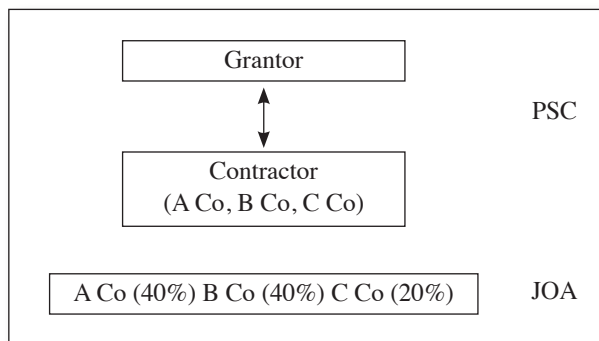 Grantor
PSC
Contractor
(A Co, B Co, C Co)
A Co (40%) B Co (40%) C Co (20%)
JOA